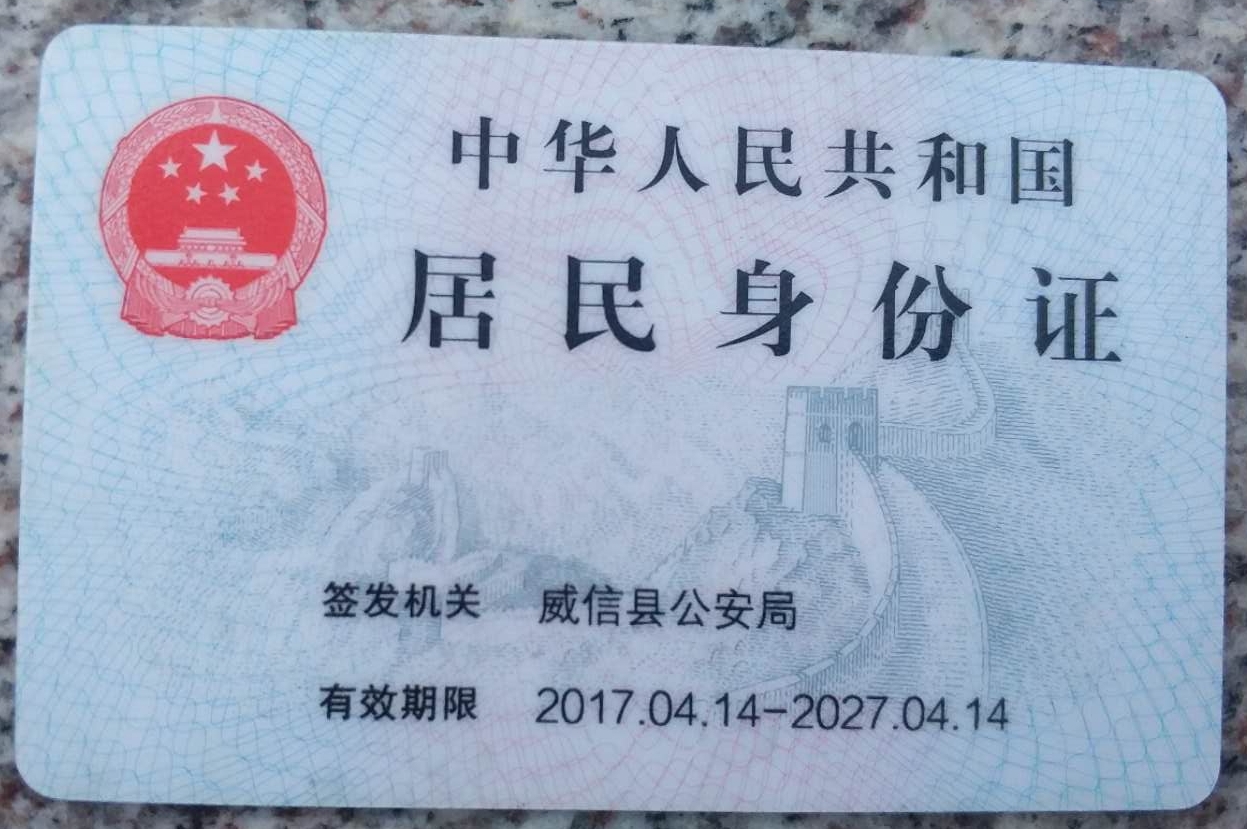 中华人民共和国
居民身份证
签发机关 威信县公安局
有效期限 2017.04.14-2027.04.14